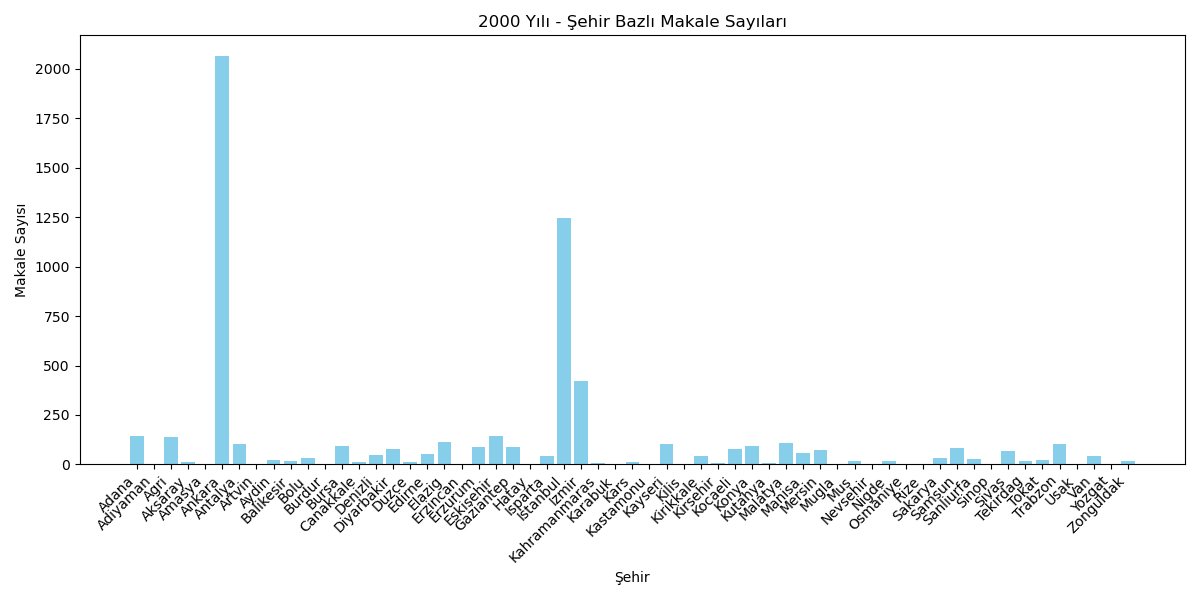 2000 Yılı - Şehir Bazlı Makale Sayıları
Makale Sayısı
2000
1750
1500
1250
1000
750
500
250
0
Adana
Adıyaman
Agri
Aksaray
Amasya
Ankara
Antalya
Artvin
Aydin
Balikesir
Bolu
Burdur
Bursa
Canakkale
Denizli
Diyarbakir
Duzce
Edirne
Elazig
Erzincan
Erzurum
Eskisehir
Gaziantep
Hatay
Isparta
Istanbul
Izmir
Kahramanmaras
Karabuk
Kars
Kastamonu
Kayseri
Kilis
Kirikkale
Kirsehir
Kocaeli
Konya
Kutahya
Malatya
Manisa
Mersin
Mugla
Mus
Nevsehir
Nigde
Osmaniye
Rize
Sakarya
Samsun
Sanliurfa
Sinop
Sivas
Tekirdag
Tokat
Trabzon
Usak
Van
Yozgat
Zonguldak
Şehir